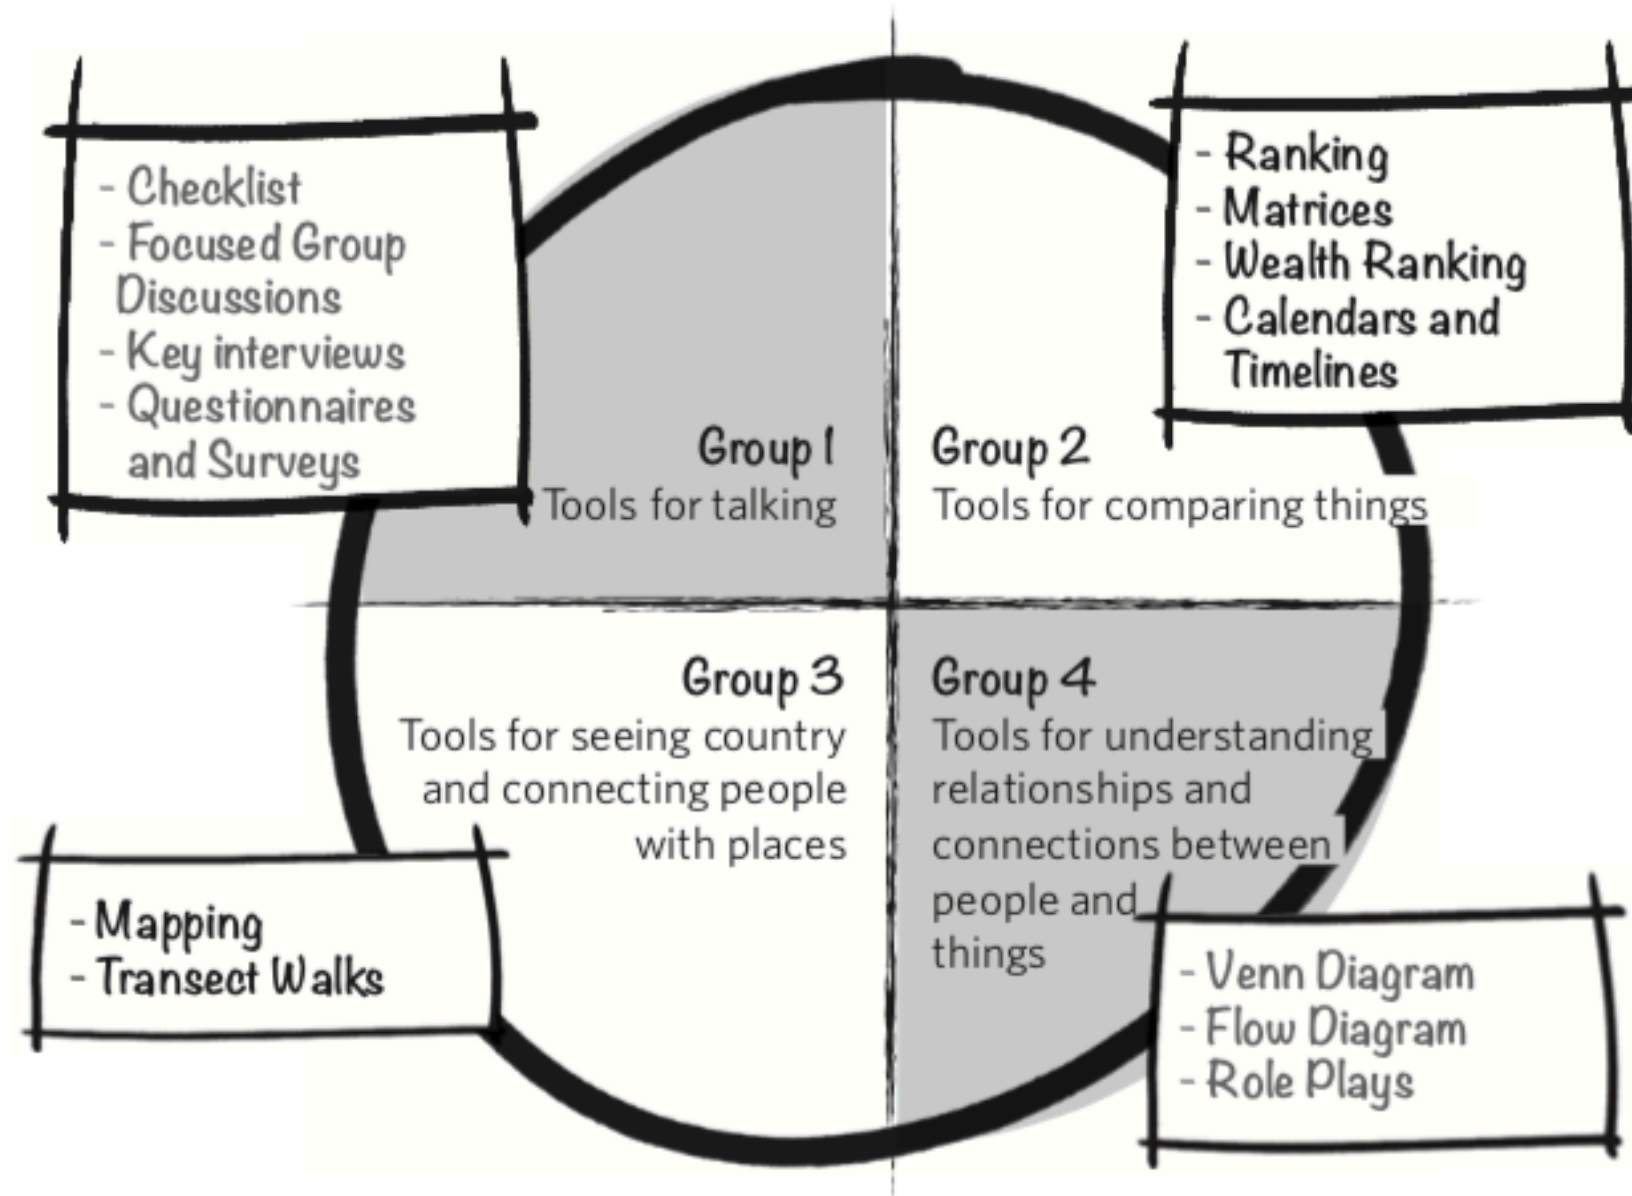 - Checklist
- Focused Group
Discussions
- Key interviews
- Questionnaires
and Surveys
- Ranking
- Matrices
- Wealth Ranking
- Calendars and
Timelines
Group 1
Tools for talking
Group 2
Tools for comparing things
Group 3
Tools for seeing country
and connecting people
with places
Group 4
Tools for understanding
relationships and
connections between
people and
things
- Mapping
- Transect Walks
- Venn Diagram
- Flow Diagram
- Role Plays